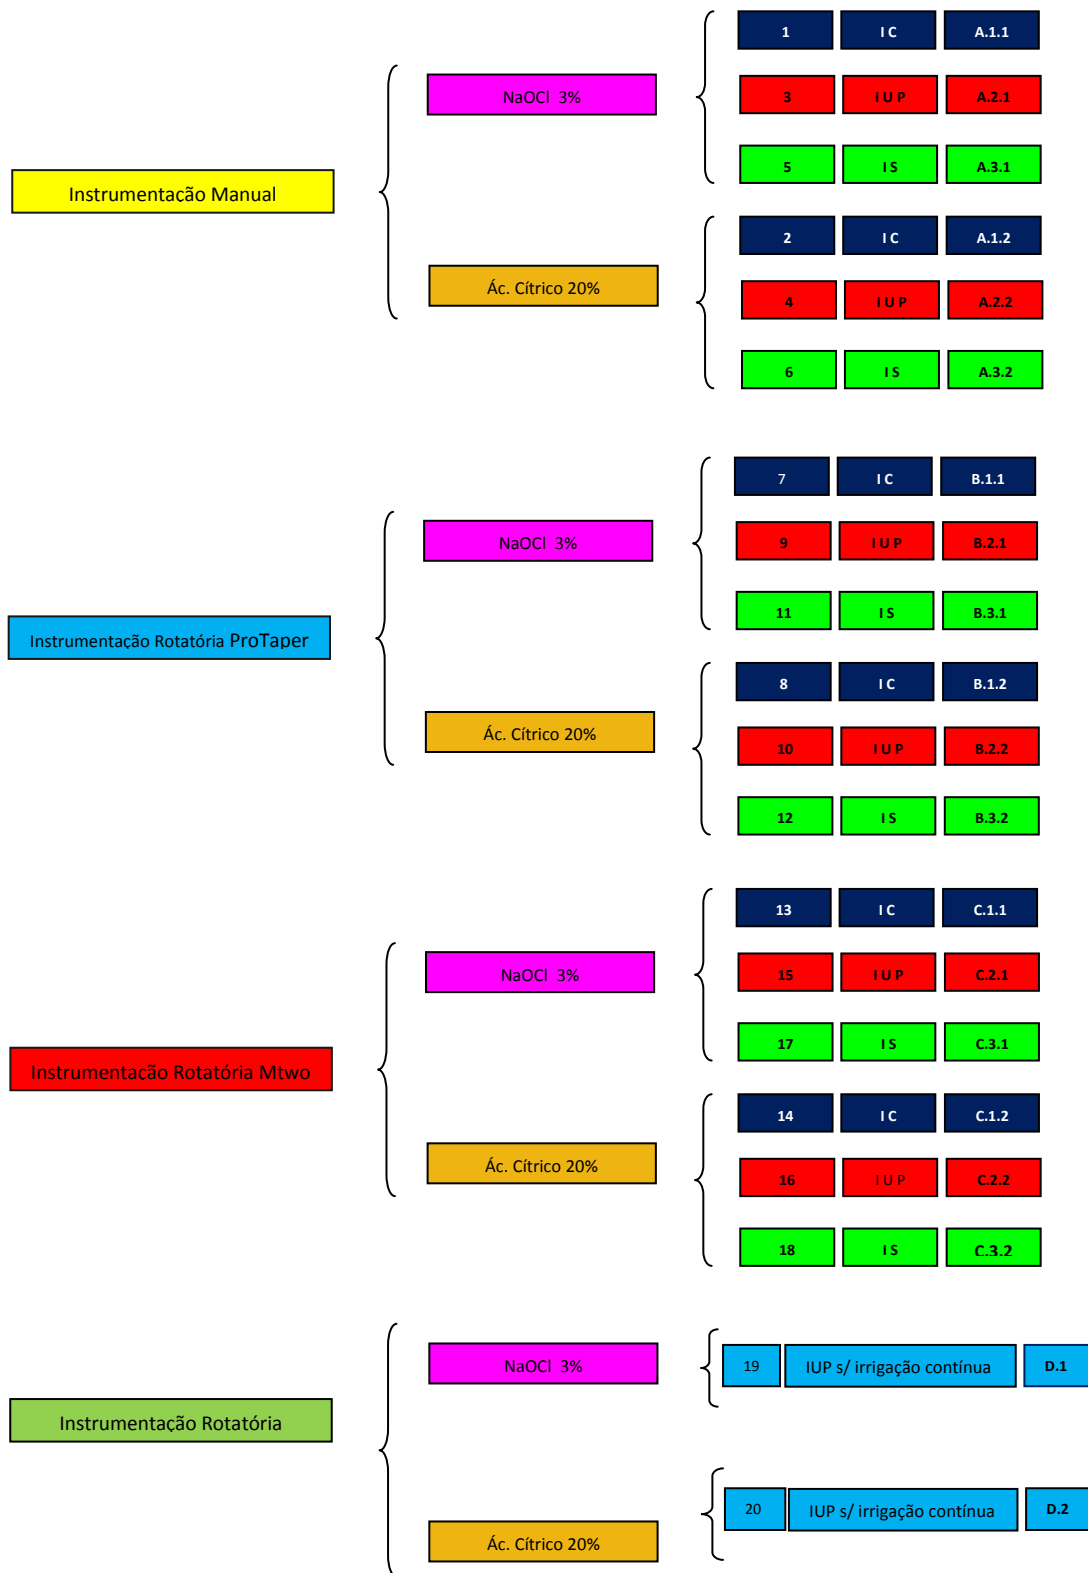 1 I C A.1.1
NaOCl 3% 3 I U P A.2.1
5 I S A.3.1
Instrumentação Manual
2 I C A.1.2
Ác. Cítrico 20% 4 I U P A.2.2
6 I S A.3.2
7 I C B.1.1
NaOCl 3% 9 I U P B.2.1
11 I S B.3.1
Instrumentação Rotatória ProTaper
8 I C B.1.2
Ác. Cítrico 20% 10 I U P B.2.2
12 I S B.3.2
13 I C C.1.1
NaOCl 3% 15 I U P C.2.1
17 I S C.3.1
Instrumentação Rotatória Mtwo
14 I C C.1.2
Ác. Cítrico 20% 16 I U P C.2.2
18 I S C.3.2
NaOCl 3% 19 IUP s/ irrigação contínua D.1
Instrumentação Rotatória
20 IUP s/ irrigação contínua D.2
Ác. Cítrico 20%